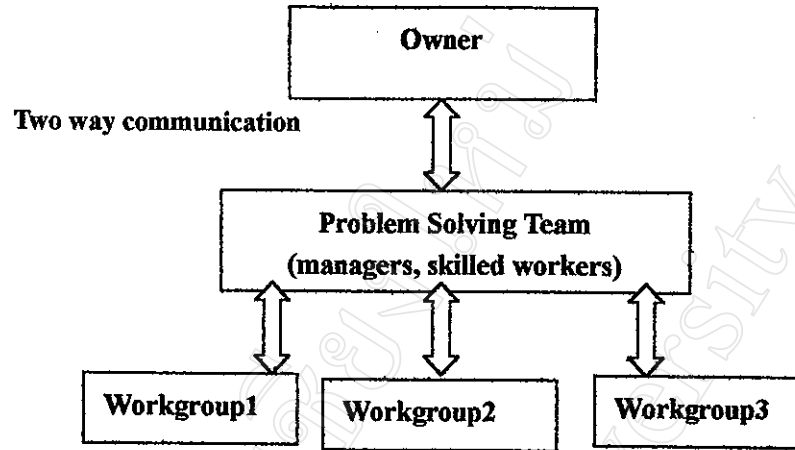 Owner
Two way communication
Problem Solving Team
(managers, skilled workers)
Workgroup1
Workgroup2
Workgroup3